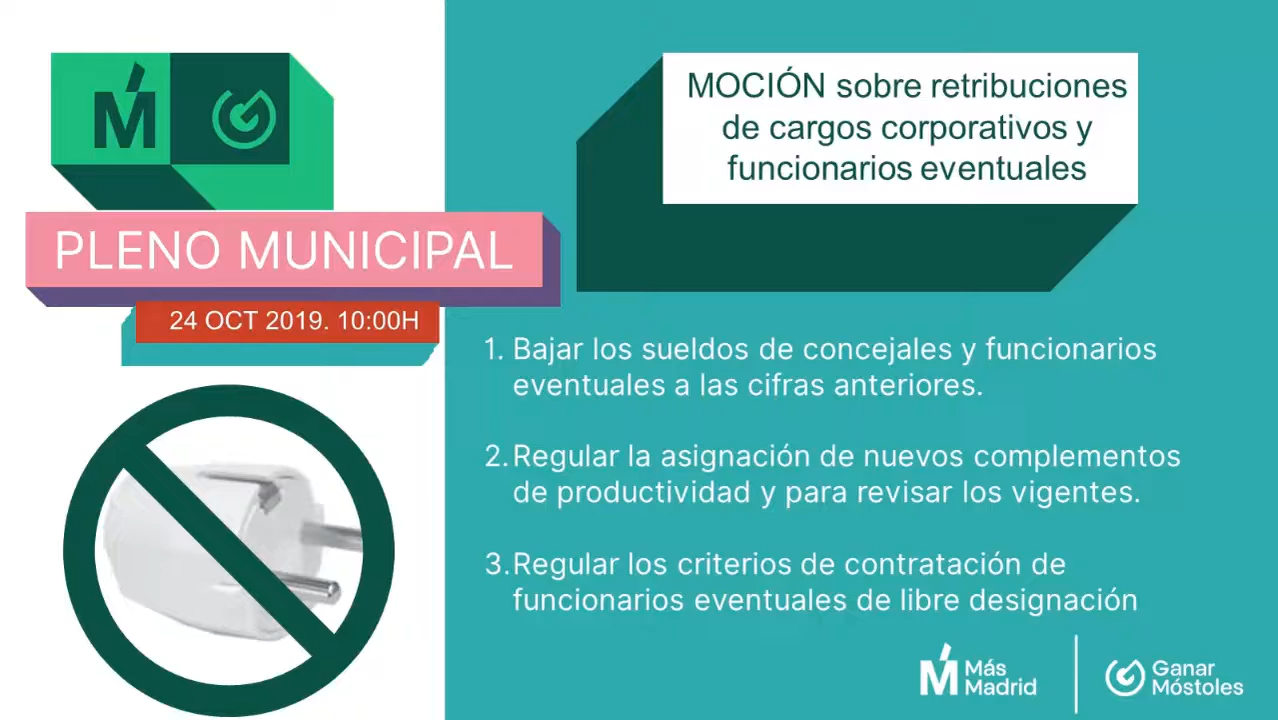 Ḿ
PLENO MUNICIPAL
24 OCT 2019. 10:00H
MOCIÓN sobre retribuciones
de cargos corporativos y
funcionarios eventuales
1. Bajar los sueldos de concejales y funcionarios
eventuales a las cifras anteriores.
2. Regular la asignación de nuevos complementos
de productividad y para revisar los vigentes.
3. Regular los criterios de contratación de
funcionarios eventuales de libre designación
Ḿ Más
Madrid
Ganar
Móstoles